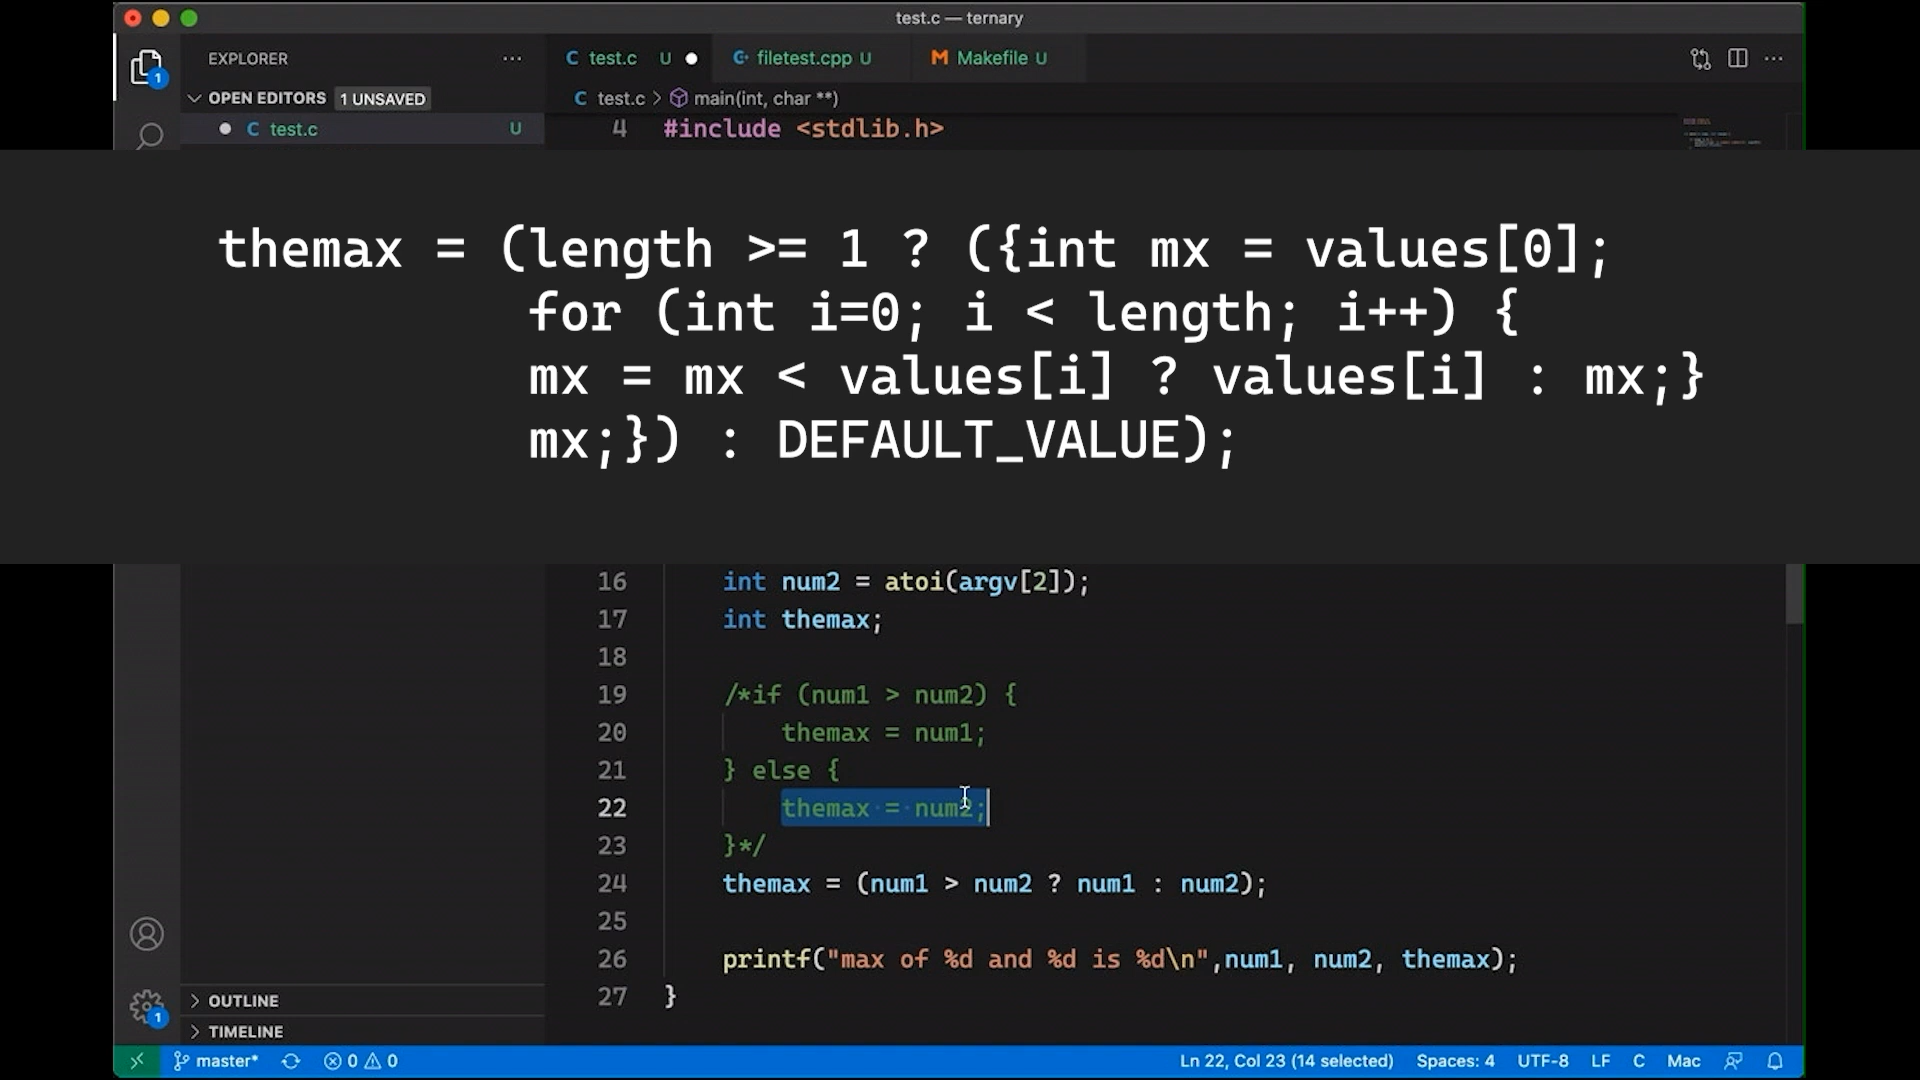 test.c — ternary
EXPLORER
test.c U
filetest.cpp U
Makefile U
OPEN EDITORS 1 UNSAVED
test.c > main(int, char **)
test.c U
4 #include <stdlib.h>
themax = (length >= 1 ? ({int mx = values[0];
for (int i=0; i < length; i++) {
mx = mx < values[i] ? values[i] : mx;}
mx;}) : DEFAULT_VALUE);
16 int num2 = atoi(argv[2]);
17 int themax;
18
19 /*if (num1 > num2) {
20 themax = num1;
21 } else {
22 themax = num2;
23 }*/
24 themax = (num1 > num2 ? num1 : num2);
25
26 printf("max of %d and %d is %d\n",num1, num2, themax);
27 }
OUTLINE
TIMELINE
master* 0 0 Ln 22, Col 23 (14 selected) Spaces: 4 UTF-8 LF C Mac